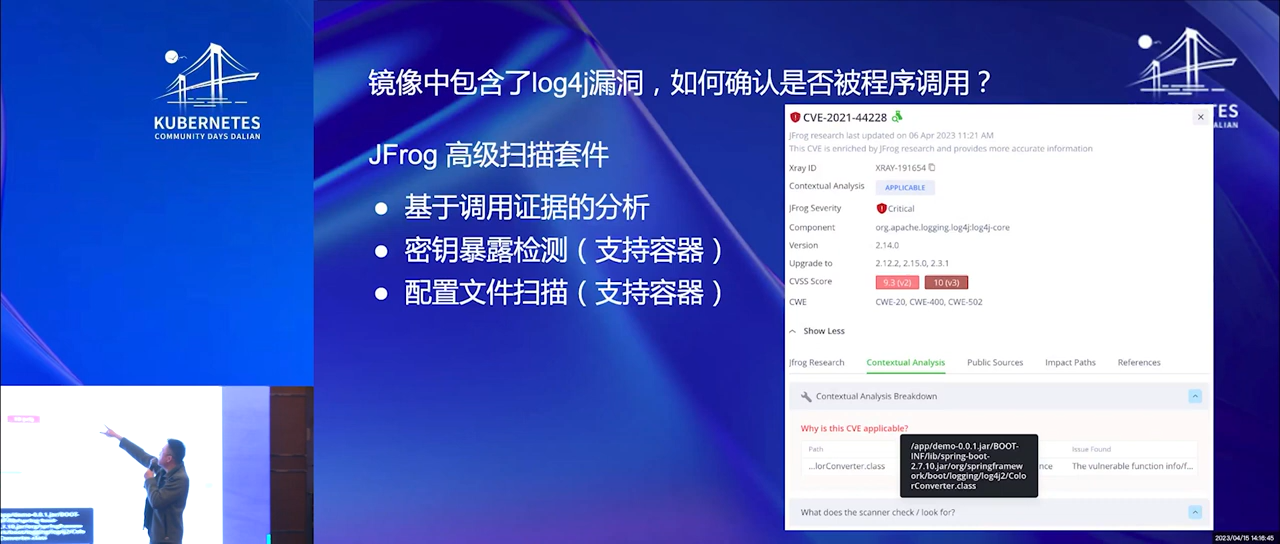 KUBERNETES
COMMUNITY DAYS DALIAN
镜像中包含了log4j漏洞，如何确认是否被程序调用？
JFrog 高级扫描套件
● 基于调用证据的分析
● 密钥暴露检测（支持容器）
● 配置文件扫描（支持容器）
ETES
ALIAN
CVE-2021-44228
JFrog research last updated on 06 Apr 2023 11:21 AM
This CVE is enriched by JFrog research and provides more accurate information
Xray ID XRAY-191654
Contextual Analysis APPLICABLE
JFrog Severity Critical
Component org.apache.logging.log4j:log4j-core
Version 2.14.0
Upgrade to 2.12.2, 2.15.0, 2.3.1
CVSS Score 9.3 (v2) 10 (v3)
CWE CWE-20, CWE-400, CWE-502
Show Less
Jfrog Research Contextual Analysis Public Sources Impact Paths References
Contextual Analysis Breakdown
Why is this CVE applicable?
Path Issue Found
...lorConverter.class nce The vulnerable function info/f...
/app/demo-0.0.1.jar/BOOT-
INF/lib/spring-boot-
2.7.10.jar/org/springframew
ork/boot/logging/log4j2/Colo
rConverter.class
What does the scanner check / look for?
2023/04/15 14:16:45